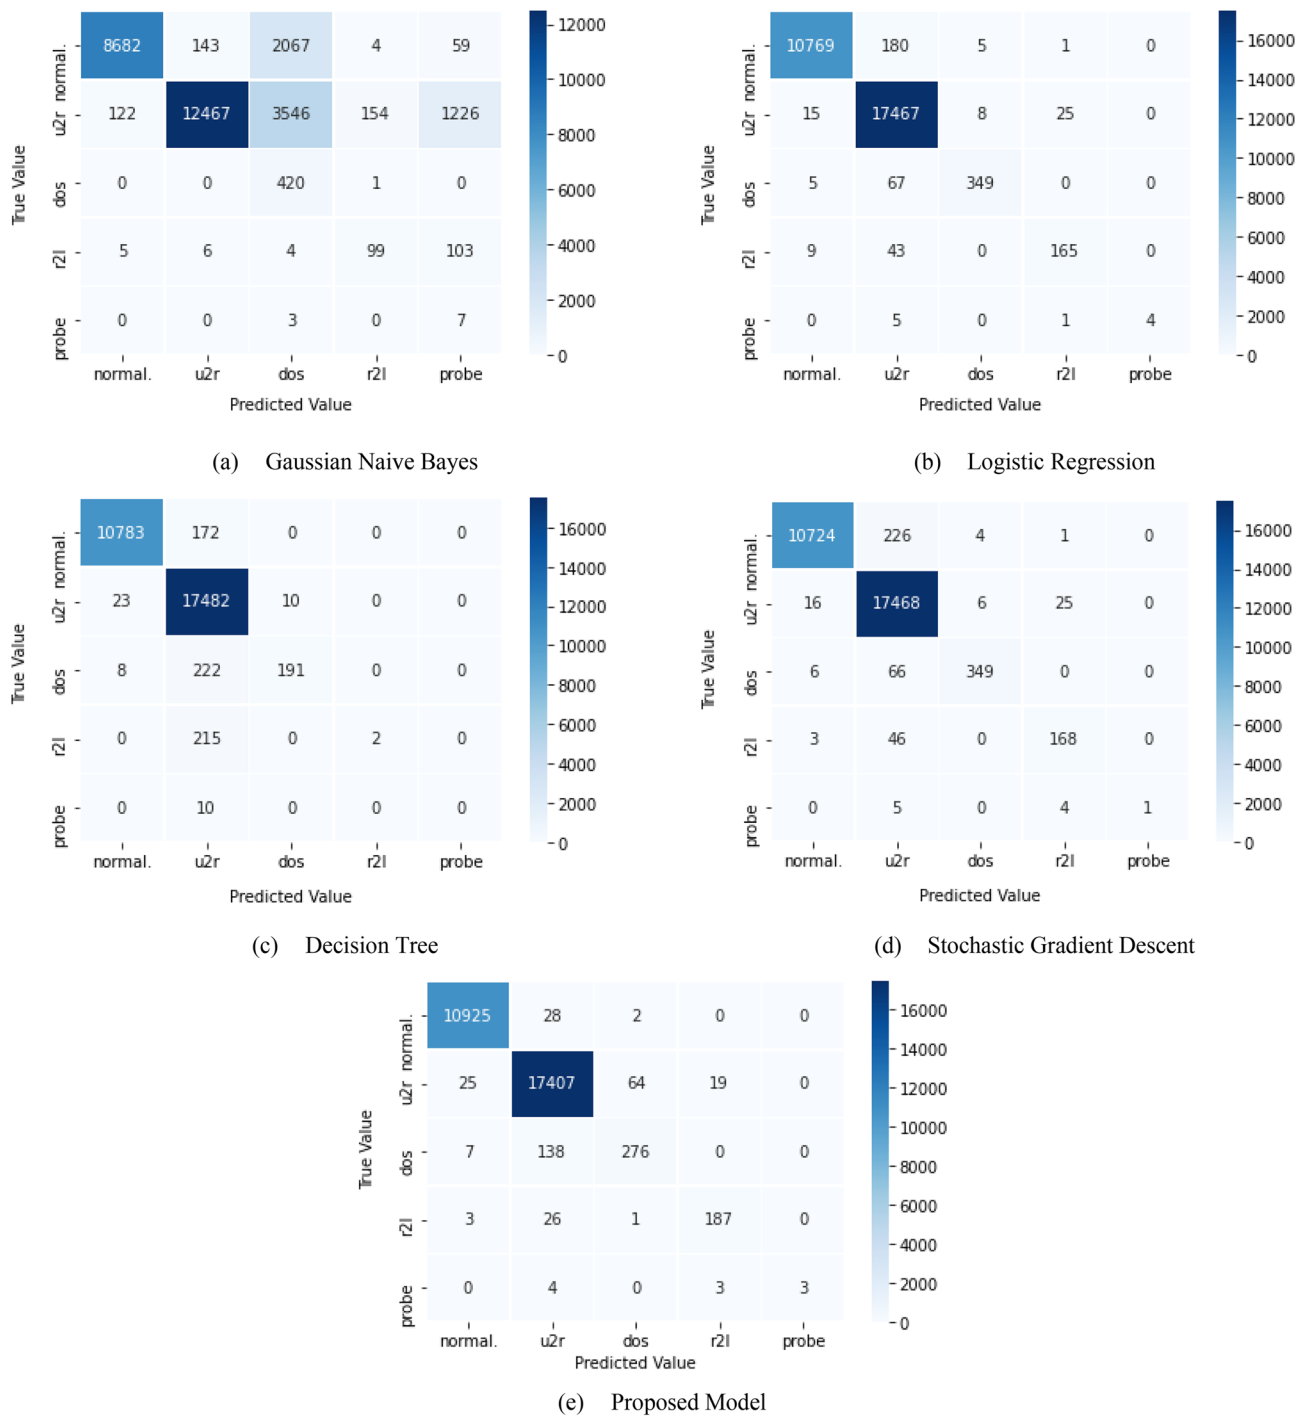 normal. 8682 143 2067 4 59
u2r 122 12467 3546 154 1226
dos 0 0 420 1 0
r2l 5 6 4 99 103
probe 0 0 3 0 7
normal. u2r dos r2l probe
Predicted Value
True Value
12000
10000
8000
6000
4000
2000
0
(a) Gaussian Naive Bayes
normal. 10769 180 5 1 0
u2r 15 17467 8 25 0
dos 5 67 349 0 0
r2l 9 43 0 165 0
probe 0 5 0 1 4
normal. u2r dos r2l probe
Predicted Value
True Value
16000
14000
12000
10000
8000
6000
4000
2000
0
(b) Logistic Regression
normal. 10783 172 0 0 0
u2r 23 17482 10 0 0
dos 8 222 191 0 0
r2l 0 215 0 2 0
probe 0 10 0 0 0
normal. u2r dos r2l probe
Predicted Value
True Value
16000
14000
12000
10000
8000
6000
4000
2000
0
(c) Decision Tree
normal. 10724 226 4 1 0
u2r 16 17468 6 25 0
dos 6 66 349 0 0
r2l 3 46 0 168 0
probe 0 5 0 4 1
normal. u2r dos r2l probe
Predicted Value
True Value
16000
14000
12000
10000
8000
6000
4000
2000
0
(d) Stochastic Gradient Descent
normal. 10925 28 2 0 0
u2r 25 17407 64 19 0
dos 7 138 276 0 0
r2l 3 26 1 187 0
probe 0 4 0 3 3
normal. u2r dos r2l probe
Predicted Value
True Value
16000
14000
12000
10000
8000
6000
4000
2000
0
(e) Proposed Model